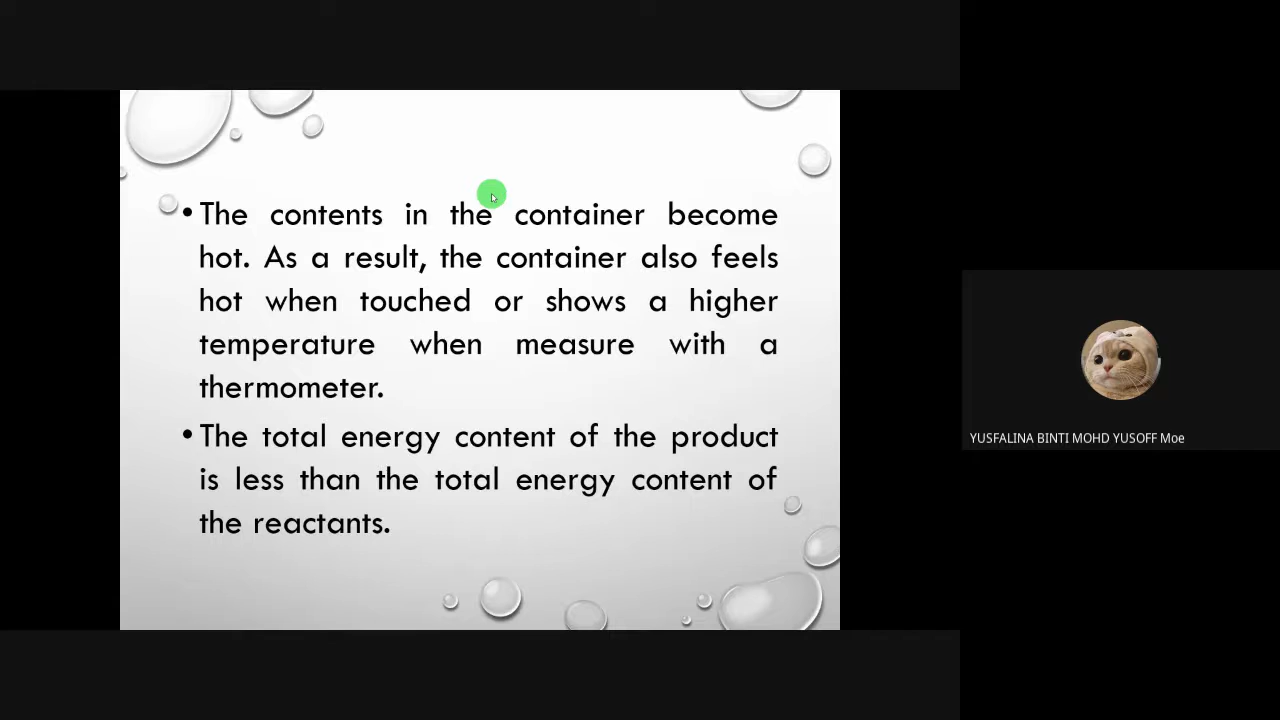 • The contents in the container become
hot. As a result, the container also feels
hot when touched or shows a higher
temperature when measure with a
thermometer.
• The total energy content of the product
is less than the total energy content of
the reactants.
YUSFALINA BINTI MOHD YUSOFF Moe